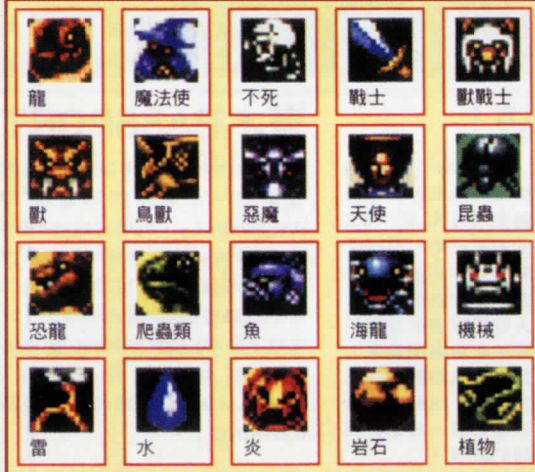 龍
魔法使
不死
戰士
獸戰士
獸
鳥獸
惡魔
天使
昆蟲
恐龍
爬蟲類
魚
海龍
機械
雷
水
炎
岩石
植物